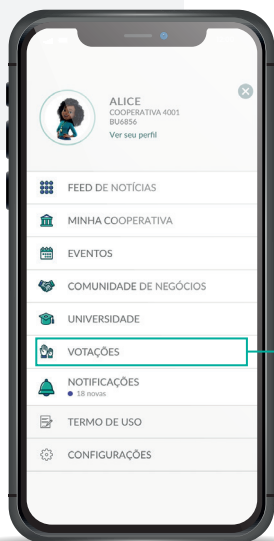 ALICE
COOPERATIVA 4001
BU6856
Ver seu perfil
FEED DE NOTÍCIAS
MINHA COOPERATIVA
EVENTOS
COMUNIDADE DE NEGÓCIOS
UNIVERSIDADE
VOTAÇÕES
NOTIFICAÇÕES
18 novas
TERMO DE USO
CONFIGURAÇÕES